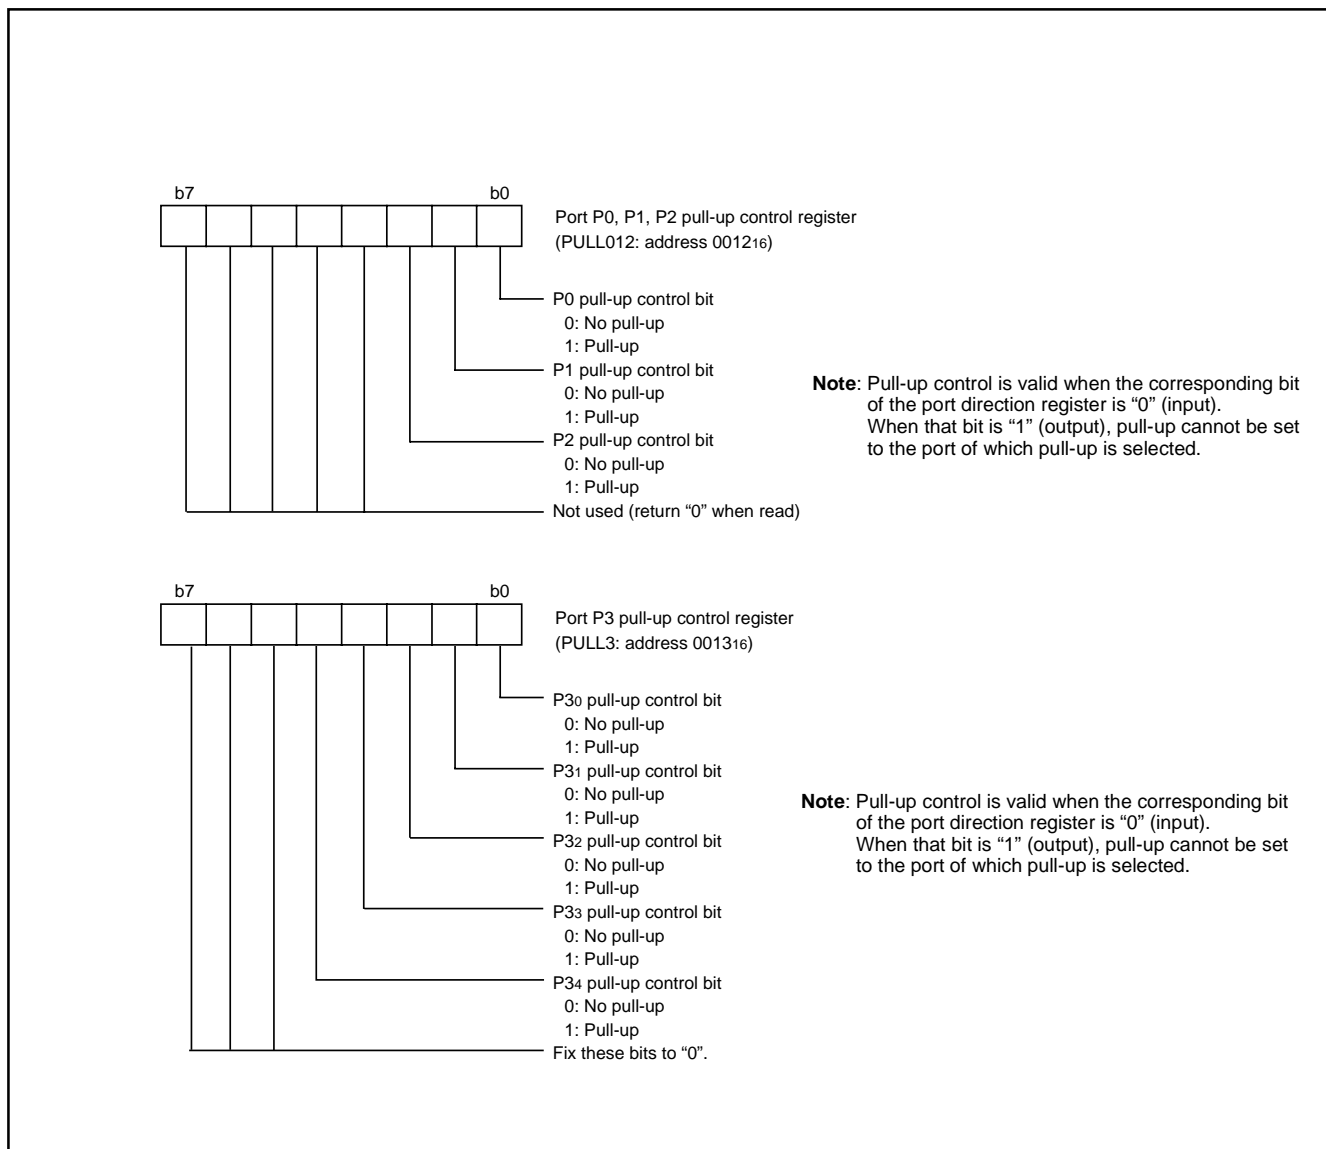 b7 b0
Port P0, P1, P2 pull-up control register
(PULL012: address 001216)
P0 pull-up control bit
0: No pull-up
1: Pull-up
P1 pull-up control bit
0: No pull-up
1: Pull-up
P2 pull-up control bit
0: No pull-up
1: Pull-up
Not used (return “0” when read)
Note: Pull-up control is valid when the corresponding bit
of the port direction register is “0” (input).
When that bit is “1” (output), pull-up cannot be set
to the port of which pull-up is selected.
b7 b0
Port P3 pull-up control register
(PULL3: address 001316)
P30 pull-up control bit
0: No pull-up
1: Pull-up
P31 pull-up control bit
0: No pull-up
1: Pull-up
P32 pull-up control bit
0: No pull-up
1: Pull-up
P33 pull-up control bit
0: No pull-up
1: Pull-up
P34 pull-up control bit
0: No pull-up
1: Pull-up
Fix these bits to “0”.
Note: Pull-up control is valid when the corresponding bit
of the port direction register is “0” (input).
When that bit is “1” (output), pull-up cannot be set
to the port of which pull-up is selected.